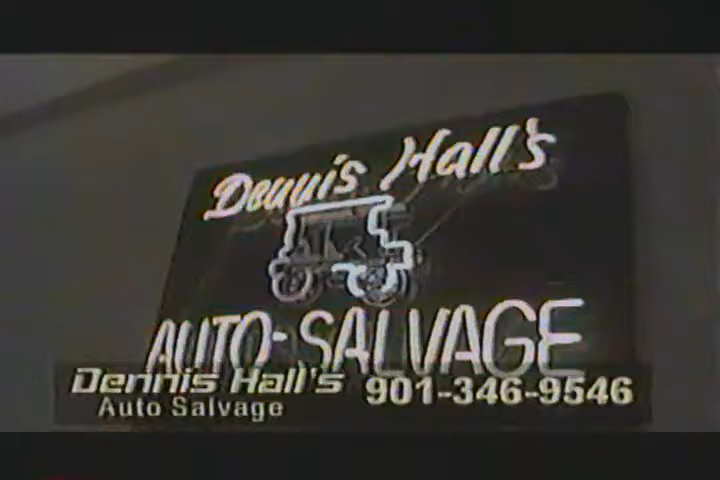 Dennis Hall's
AUTO-SALVAGE
Dennis Hall's
Auto Salvage
901-346-9546